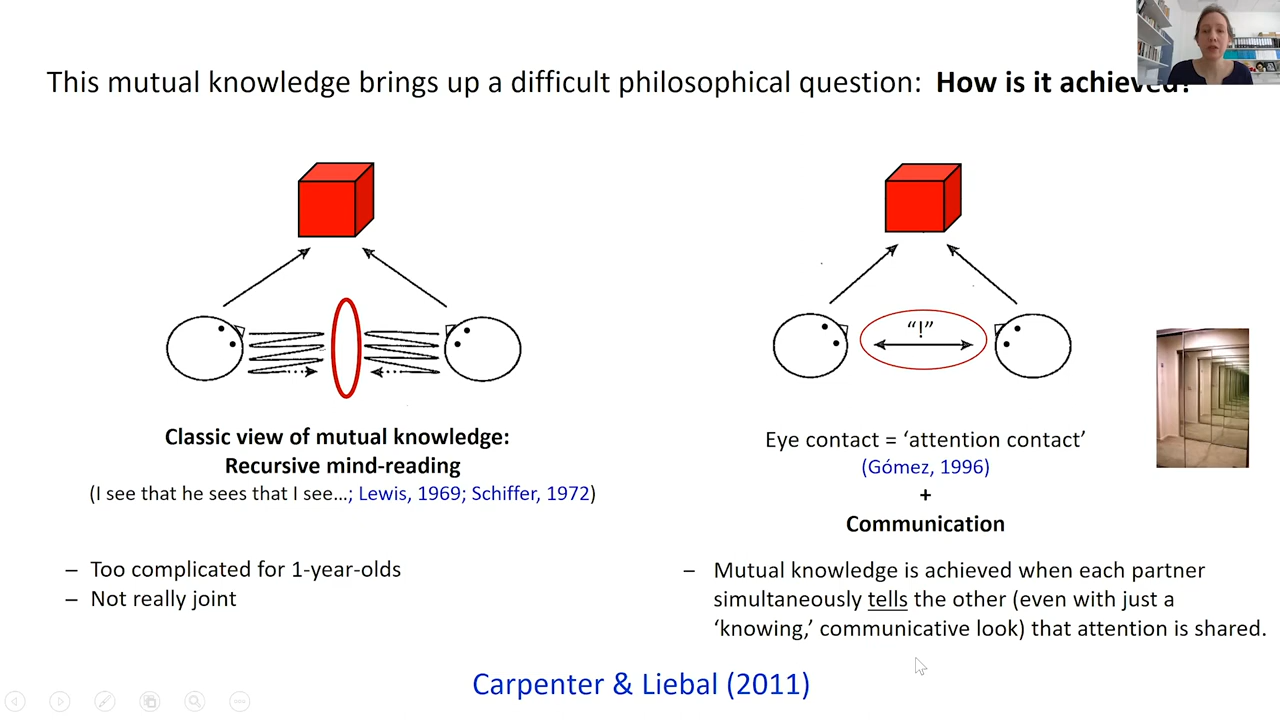 This mutual knowledge brings up a difficult philosophical question: How is it achieved?
"!"
Classic view of mutual knowledge:
Recursive mind-reading
(I see that he sees that I see…; Lewis, 1969; Schiffer, 1972)
– Too complicated for 1-year-olds
– Not really joint
Eye contact = ‘attention contact’
(Gómez, 1996)
+
Communication
– Mutual knowledge is achieved when each partner
simultaneously tells the other (even with just a
‘knowing,’ communicative look) that attention is shared.
Carpenter & Liebal (2011)